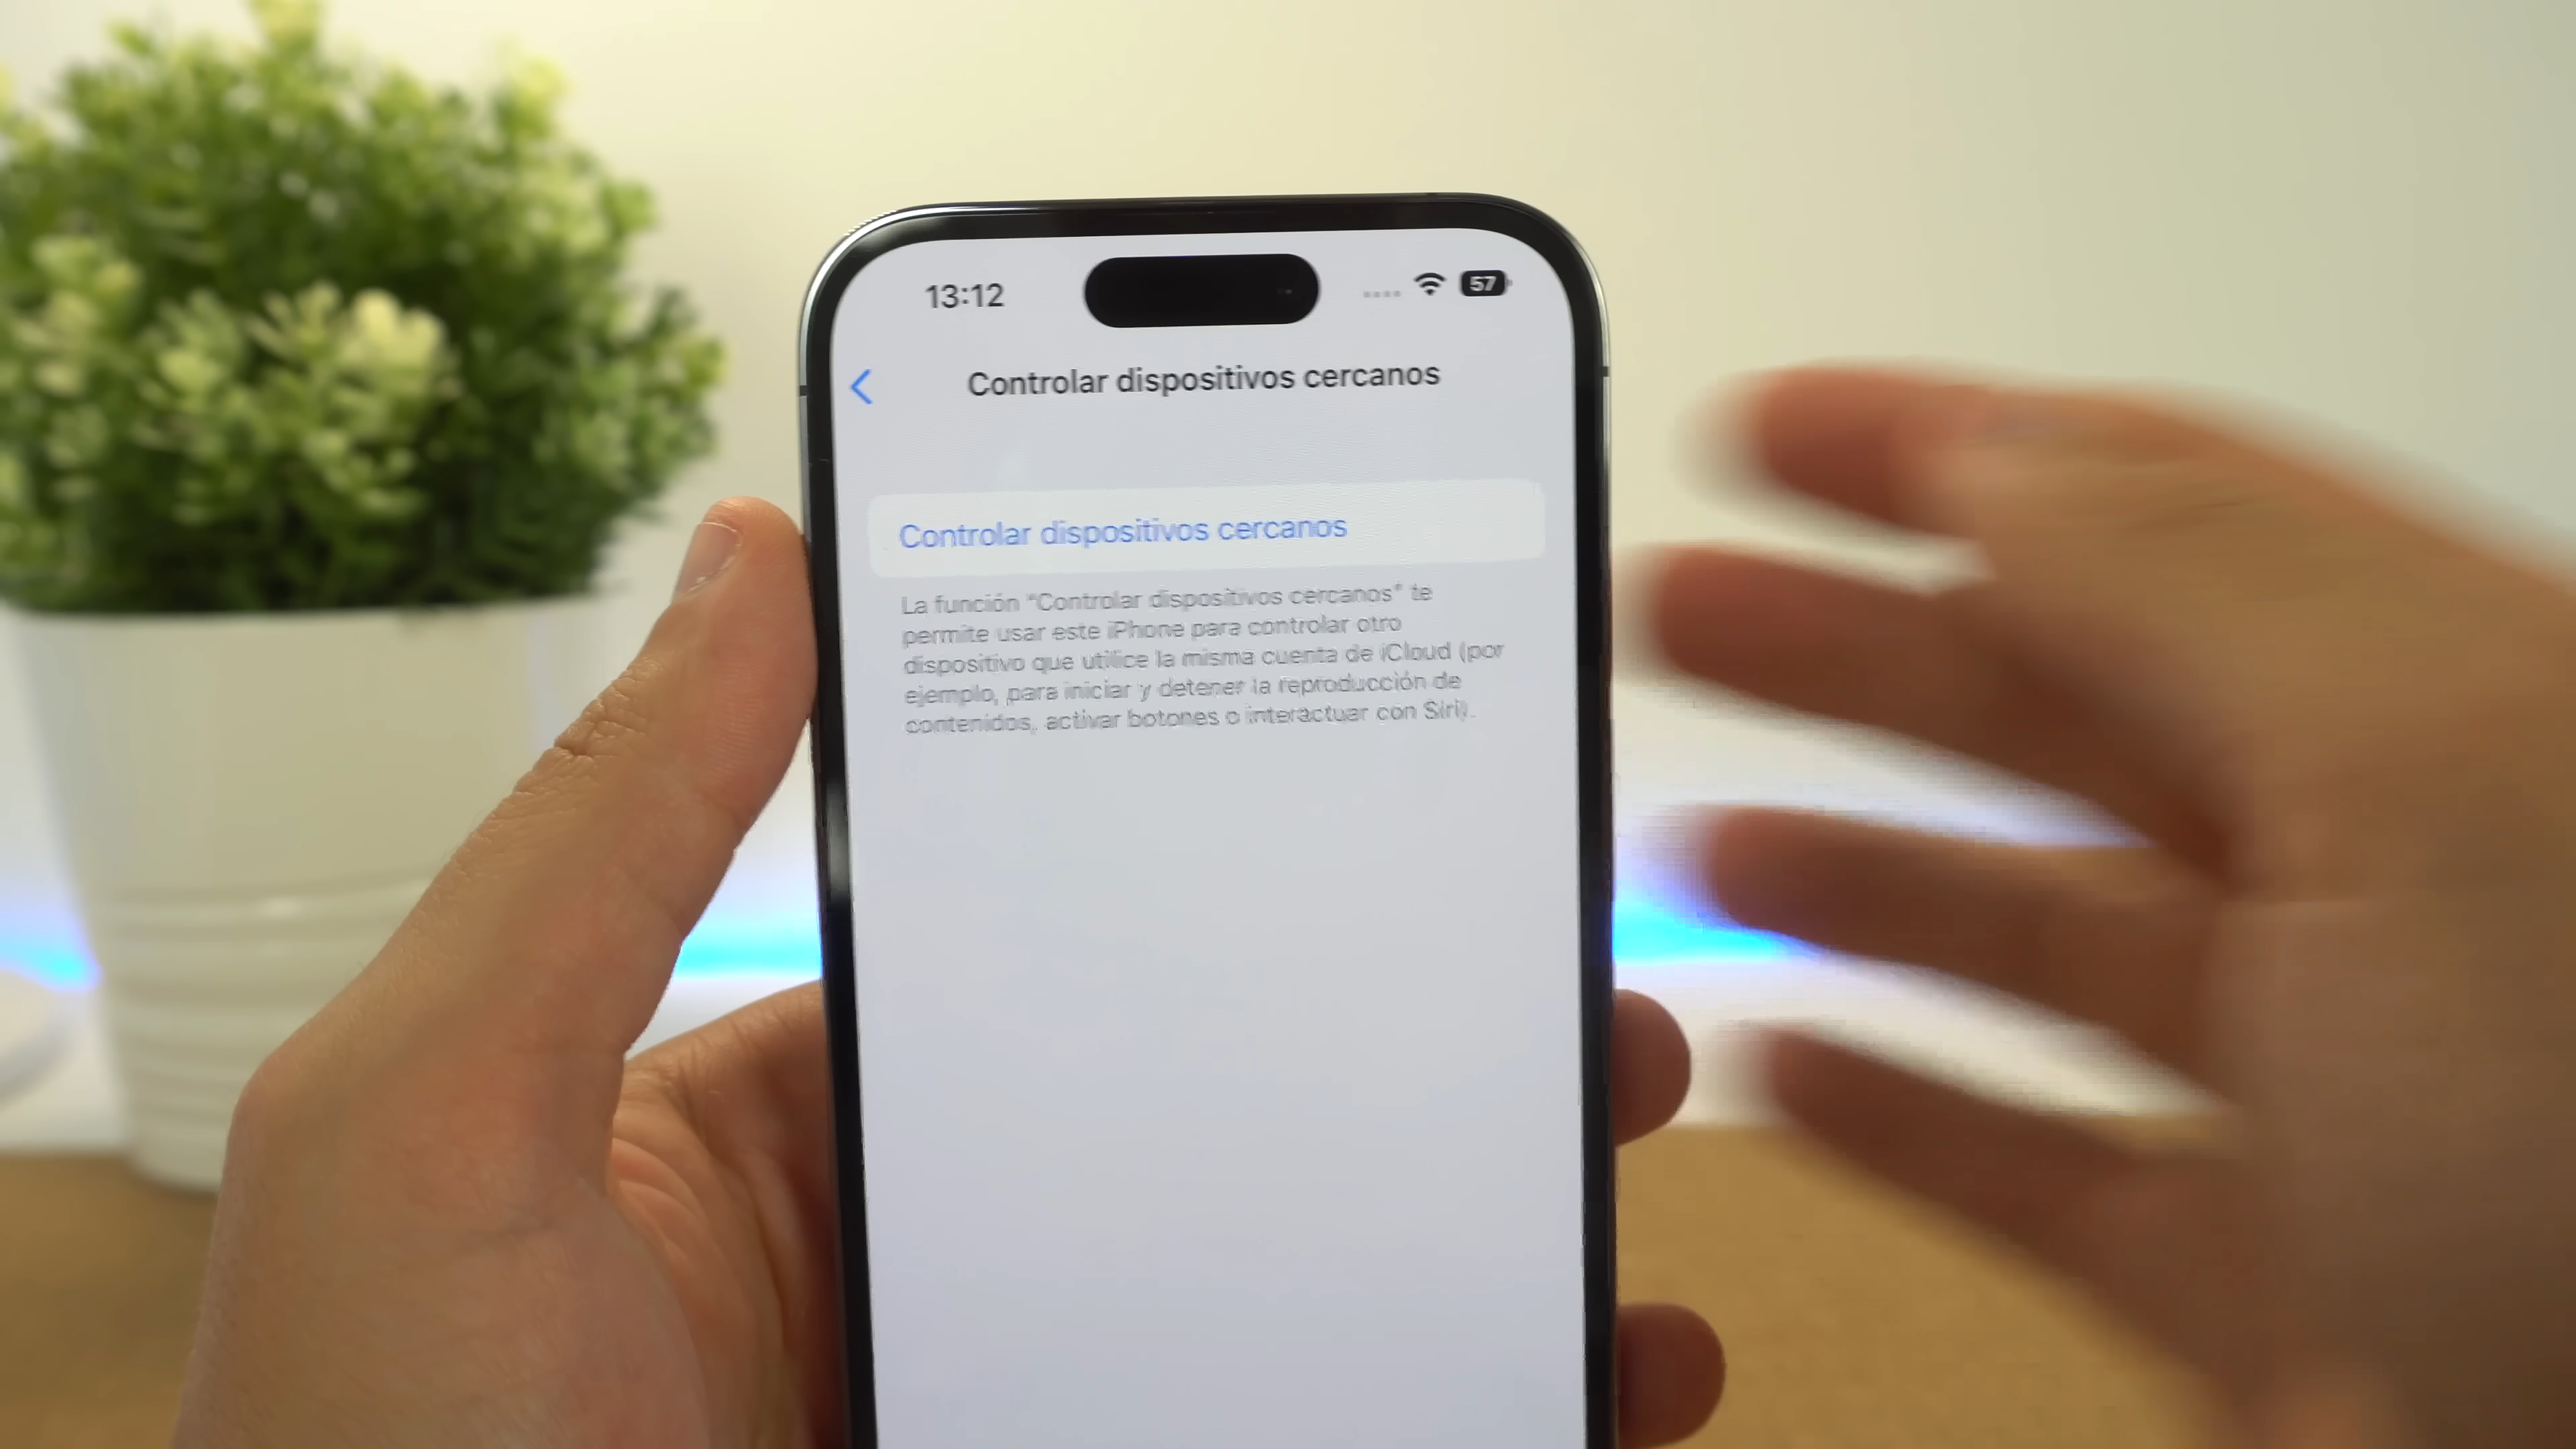 13:12
57
Controlar dispositivos cercanos
Controlar dispositivos cercanos
La función "Controlar dispositivos cercanos" te
permite usar este iPhone para controlar otro
dispositivo que utilice la misma cuenta de iCloud (por
ejemplo, para iniciar y detener la reproducción de
contenidos, activar botones o interactuar con Siri).